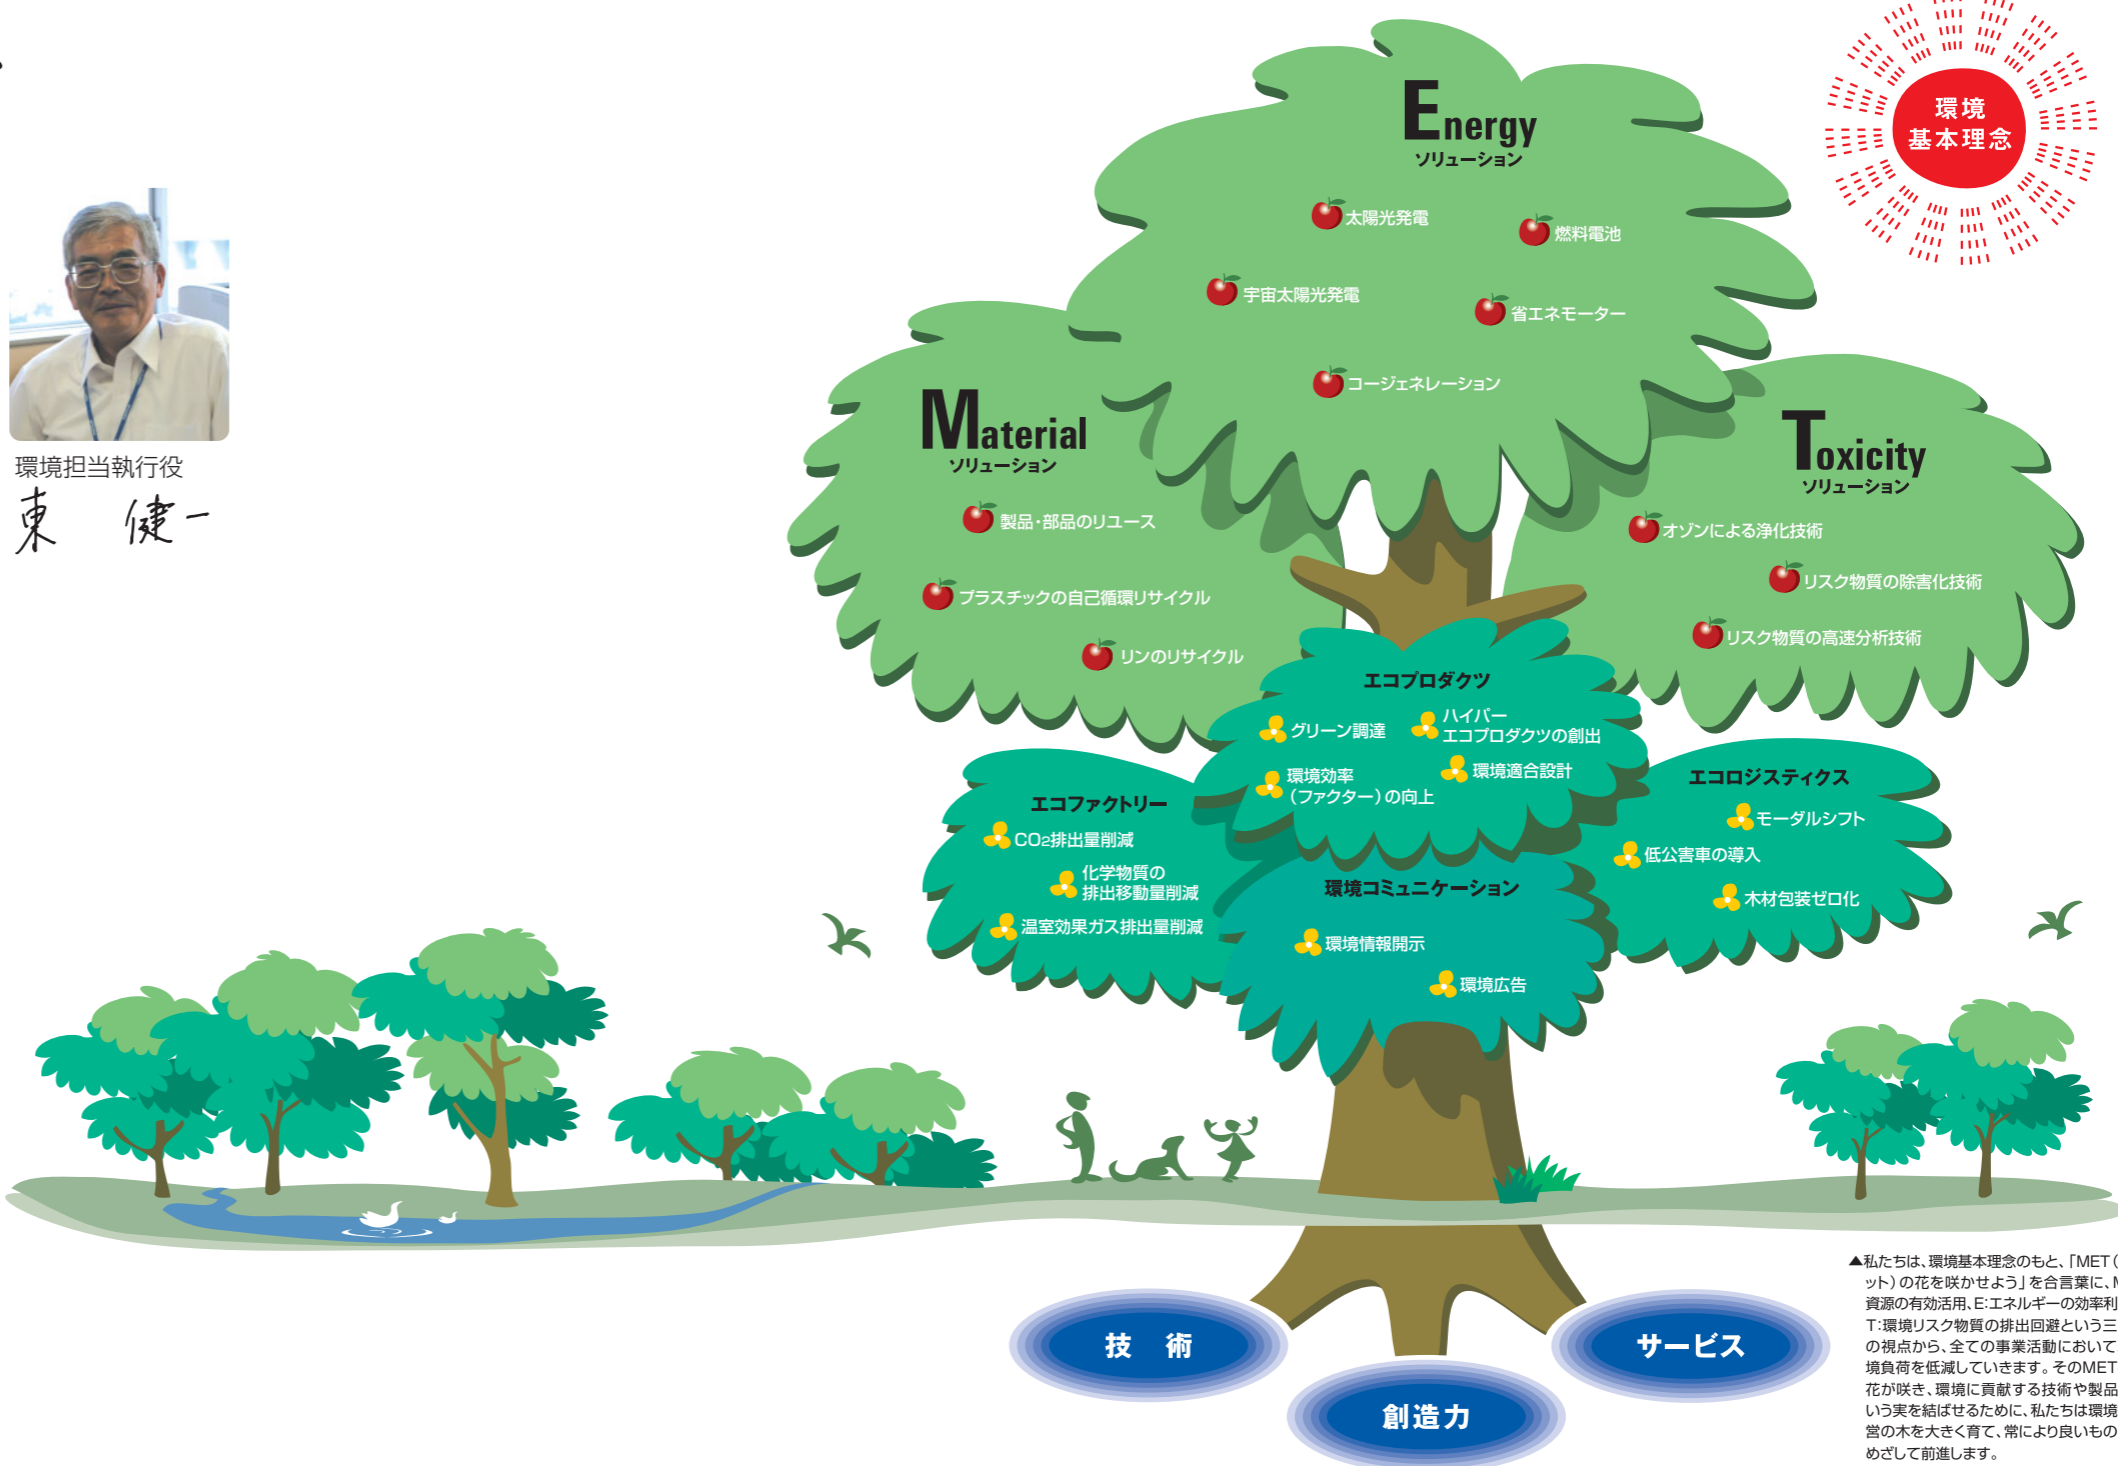 環境担当執行役
東 健一
環境
基本理念
Energy
ソリューション
太陽光発電
燃料電池
宇宙太陽光発電
省エネモーター
コージェネレーション
Material
ソリューション
製品・部品のリユース
プラスチックの自己循環リサイクル
リンのリサイクル
Toxicity
ソリューション
オゾンによる浄化技術
リスク物質の除害化技術
リスク物質の高速分析技術
エコプロダクツ
グリーン調達
ハイパー
エコプロダクツの創出
環境効率
(ファクター)の向上
環境適合設計
エコファクトリー
CO2排出量削減
化学物質の
排出移動量削減
温室効果ガス排出量削減
環境コミュニケーション
環境情報開示
環境広告
エコロジスティクス
モーダルシフト
低公害車の導入
木材包装ゼロ化
技 術
創造力
サービス
▲私たちは、環境基本理念のもと、「MET(
ット)の花を咲かせよう」を合言葉に、M
資源の有効活用、E:エネルギーの効率利
T:環境リスク物質の排出回避という三
の視点から、全ての事業活動において
境負荷を低減していきます。そのMET
花が咲き、環境に貢献する技術や製品
いう実を結ばせるために、私たちは環境
営の木を大きく育て、常により良いもの
めざして前進します。